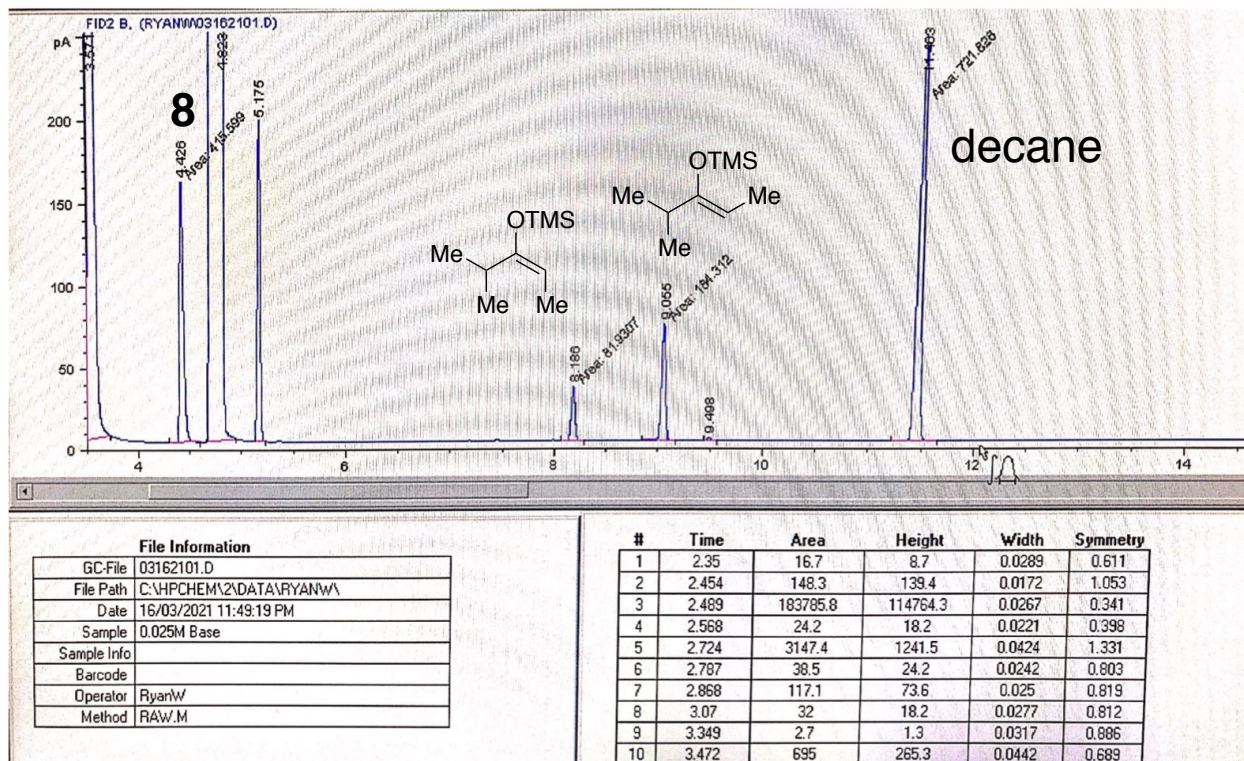 FID2 B, (RYANW\03162101.D)
pA
200
150
100
50
0
4
6
8
10
12
14
3.571
4.426
Area: 415.599
4.823
5.175
8.186
Area: 81.9307
9.055
Area: 184.312
9.498
11.403
Area: 721.826
8
decane
OTMS
Me
Me
Me
OTMS
Me
Me
Me
File Information
GC-File 03162101.D
File Path C:\HPCHEM\2\DATA\RYANW\
Date 16/03/2021 11:49:19 PM
Sample 0.025M Base
Sample Info
Barcode
Operator RyanW
Method RAW.M
# Time Area Height Width Symmetry
1 2.35 16.7 8.7 0.0289 0.611
2 2.454 148.3 139.4 0.0172 1.053
3 2.489 183785.8 114764.3 0.0267 0.341
4 2.568 24.2 18.2 0.0221 0.398
5 2.724 3147.4 1241.5 0.0424 1.331
6 2.787 38.5 24.2 0.0242 0.803
7 2.868 117.1 73.6 0.025 0.819
8 3.07 32 18.2 0.0277 0.812
9 3.349 2.7 1.3 0.0317 0.886
10 3.472 695 265.3 0.0442 0.689